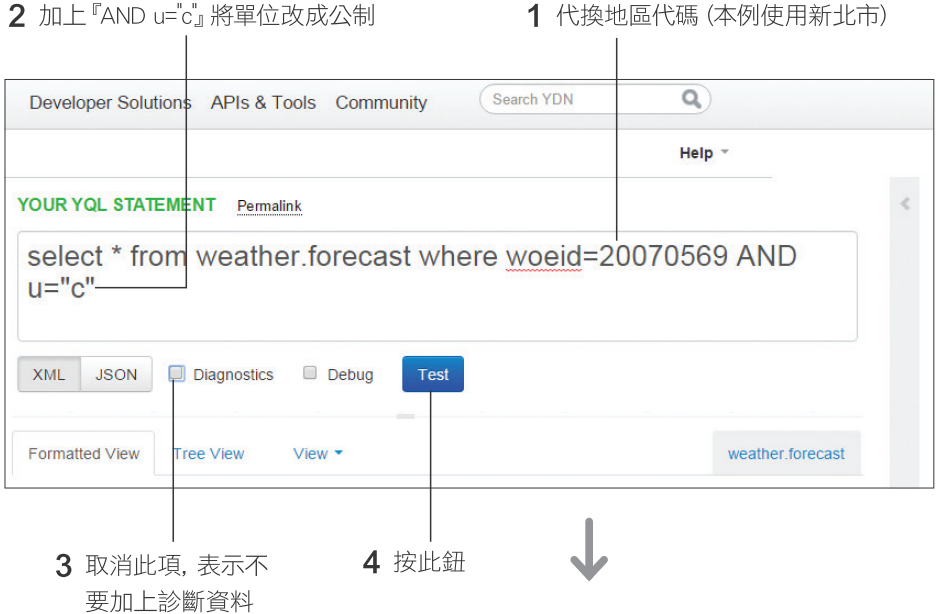 2 加上『AND u="c"』將單位改成公制
1 代換地區代碼 (本例使用新北市)
Developer Solutions APIs & Tools Community Search YDN
Help
YOUR YQL STATEMENT Permalink
select * from weather.forecast where woeid=20070569 AND
u="c"
XML JSON Diagnostics Debug Test
Formatted View Tree View View weather.forecast
3 取消此項, 表示不
要加上診斷資料
4 按此鈕